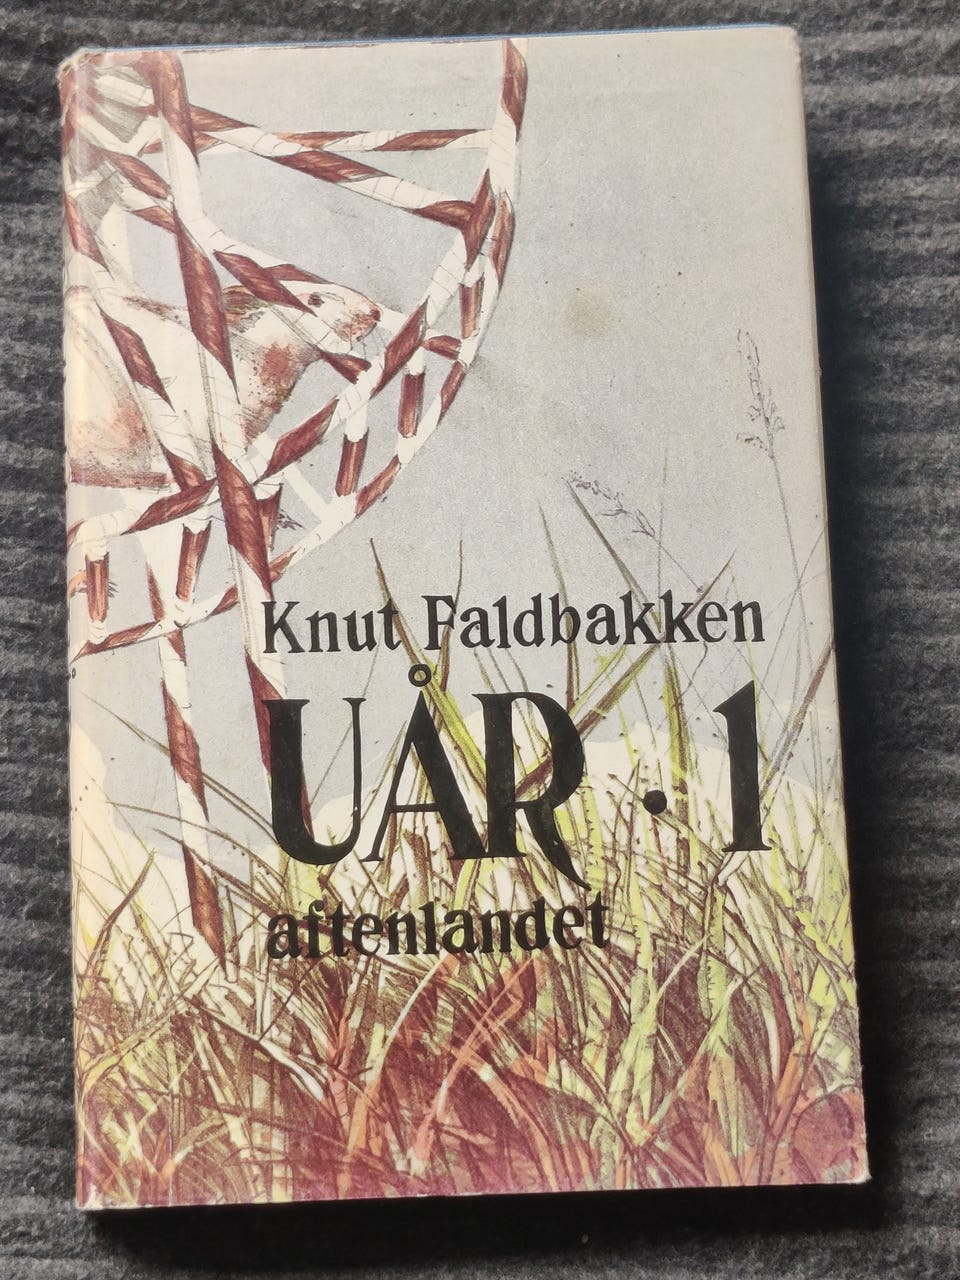 Knut Faldbakken
UÅR · 1
aftenlandet